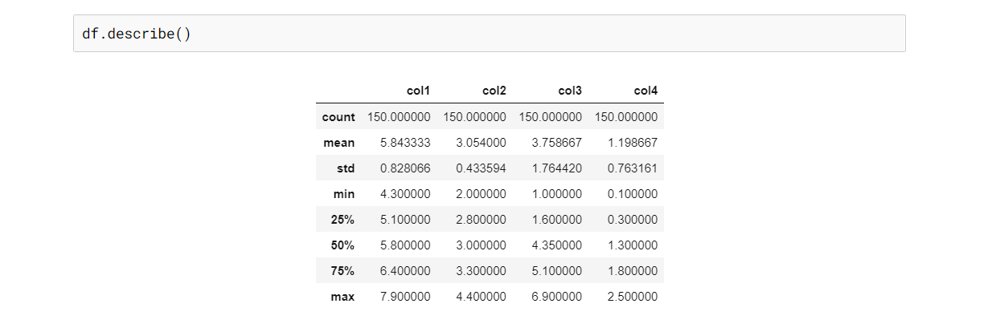 df.describe()
col1 col2 col3 col4
count 150.000000 150.000000 150.000000 150.000000
mean 5.843333 3.054000 3.758667 1.198667
std 0.828066 0.433594 1.764420 0.763161
min 4.300000 2.000000 1.000000 0.100000
25% 5.100000 2.800000 1.600000 0.300000
50% 5.800000 3.000000 4.350000 1.300000
75% 6.400000 3.300000 5.100000 1.800000
max 7.900000 4.400000 6.900000 2.500000